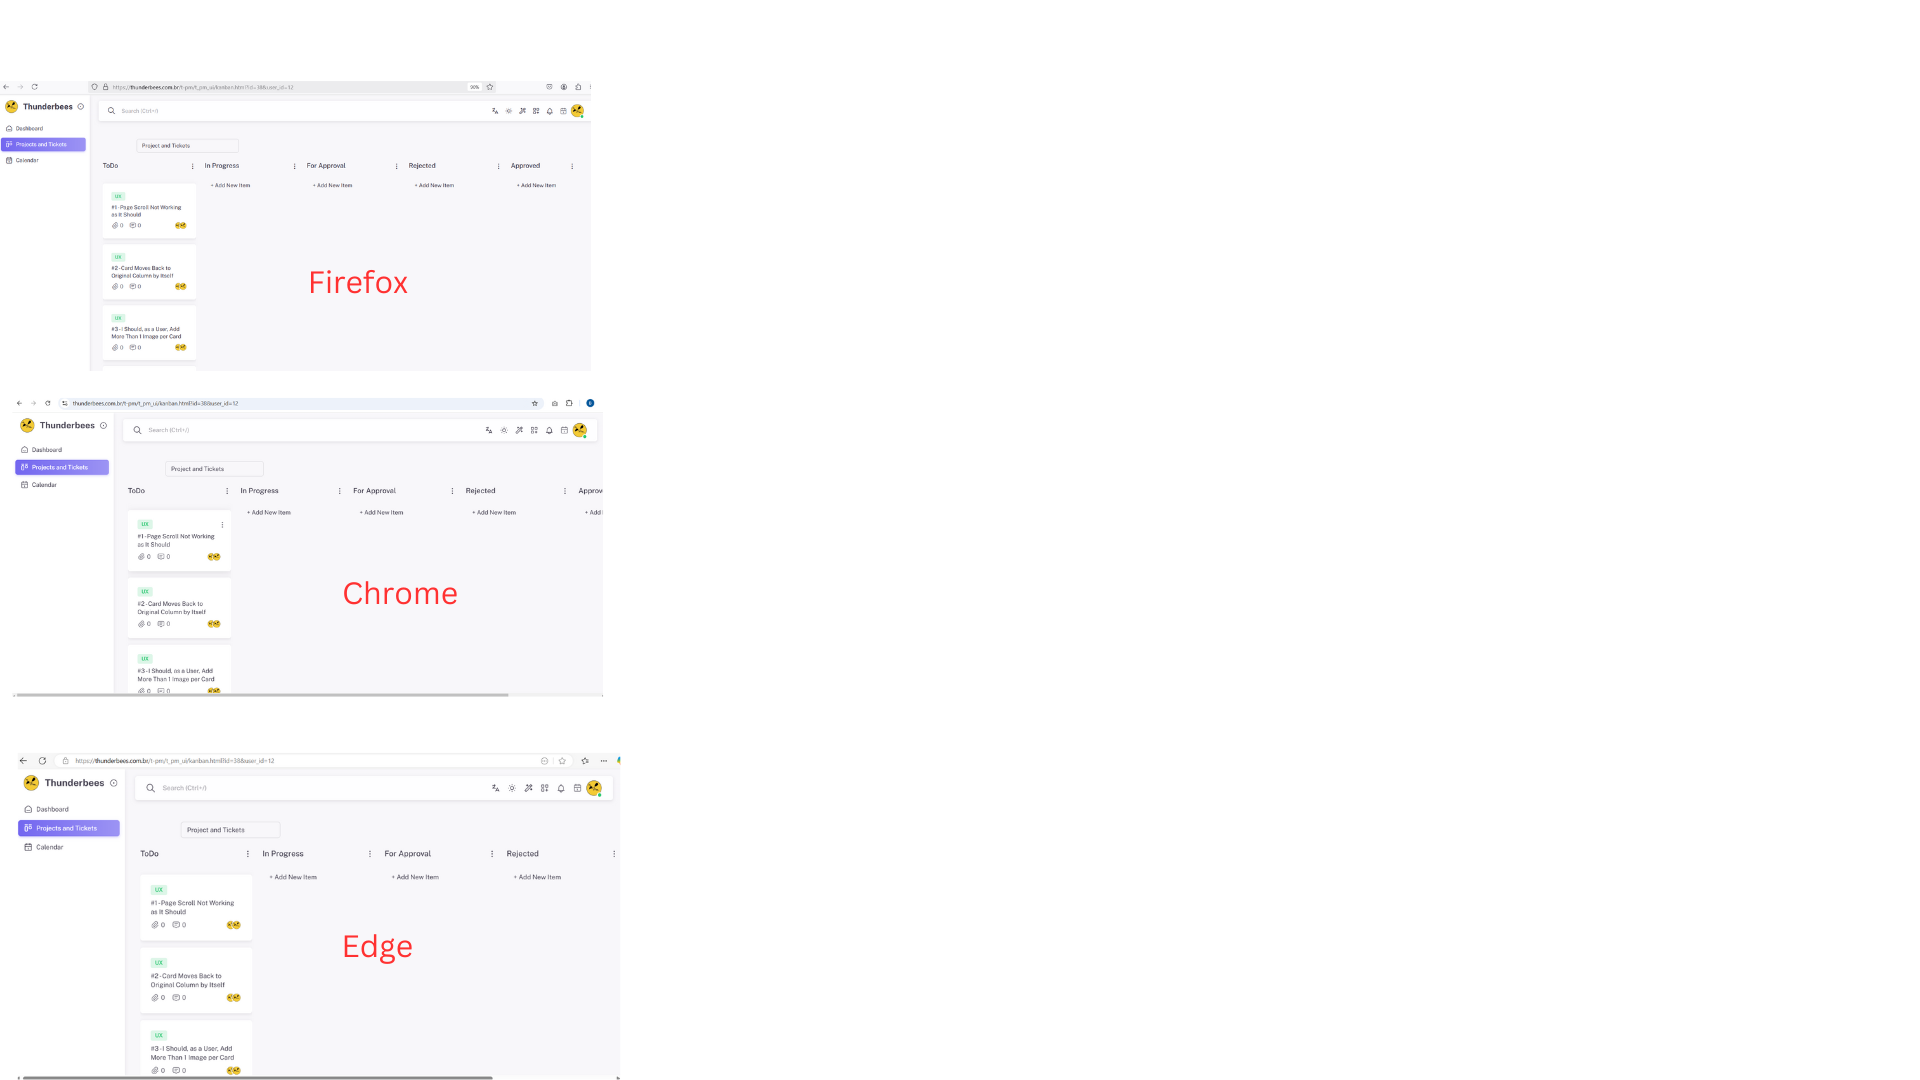 https://thunderbees.com.br/t-pm/t_pm_ui/kanban.html?id=38&user_id=12
90%
Thunderbees
Search (Ctrl+/)
Dashboard
Projects and Tickets
Calendar
Project and Tickets
ToDo
In Progress
For Approval
Rejected
Approved
+ Add New Item
+ Add New Item
+ Add New Item
+ Add New Item
UX
#1 - Page Scroll Not Working
as It Should
0
0
UX
#2 - Card Moves Back to
Original Column by Itself
0
0
UX
#3 - I Should, as a User, Add
More Than 1 Image per Card
0
0
Firefox
thunderbees.com.br/t-pm/t_pm_ui/kanban.html?id=38&user_id=12
Thunderbees
Search (Ctrl+/)
Dashboard
Projects and Tickets
Calendar
Project and Tickets
ToDo
In Progress
For Approval
Rejected
Approv
+ Add New Item
+ Add New Item
+ Add New Item
+ Add
UX
#1 - Page Scroll Not Working
as It Should
0
0
UX
#2 - Card Moves Back to
Original Column by Itself
0
0
UX
#3 - I Should, as a User, Add
More Than 1 Image per Card
0
0
Chrome
https://thunderbees.com.br/t-pm/t_pm_ui/kanban.html?id=38&user_id=12
Thunderbees
Search (Ctrl+/)
Dashboard
Projects and Tickets
Calendar
Project and Tickets
ToDo
In Progress
For Approval
Rejected
+ Add New Item
+ Add New Item
+ Add New Item
UX
#1 - Page Scroll Not Working
as It Should
0
0
UX
#2 - Card Moves Back to
Original Column by Itself
0
0
UX
#3 - I Should, as a User, Add
More Than 1 Image per Card
0
0
Edge